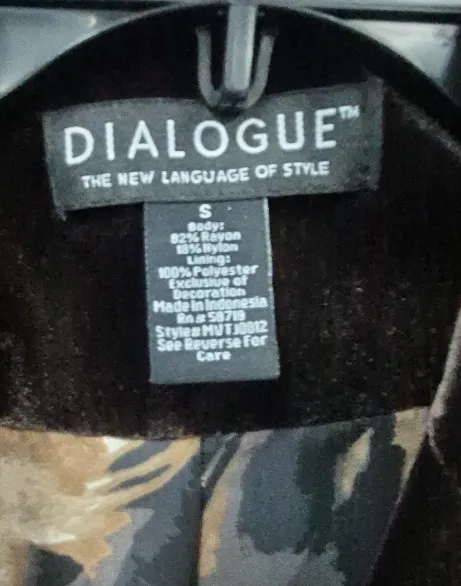 DIALOGUE™
THE NEW LANGUAGE OF STYLE
S
Body:
82% Rayon
18% Nylon
Lining:
100% Polyester
Exclusive of
Decoration
Made in Indonesia
Rn# 58719
Style# MVTJ0012
See Reverse For
Care